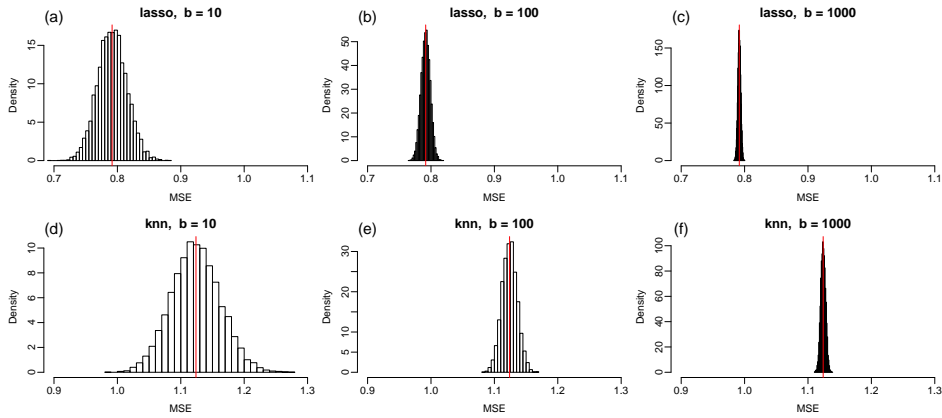 (a) lasso, b = 10
Density
0 5 10 15
0.7 0.8 0.9 1.0 1.1
MSE
(b) lasso, b = 100
Density
0 10 20 30 40 50
0.7 0.8 0.9 1.0 1.1
MSE
(c) lasso, b = 1000
Density
0 50 100 150
0.7 0.8 0.9 1.0 1.1
MSE
(d) knn, b = 10
Density
0 2 4 6 8 10
0.9 1.0 1.1 1.2 1.3
MSE
(e) knn, b = 100
Density
0 5 10 20 30
0.9 1.0 1.1 1.2 1.3
MSE
(f) knn, b = 1000
Density
0 20 40 60 80 100
0.9 1.0 1.1 1.2 1.3
MSE